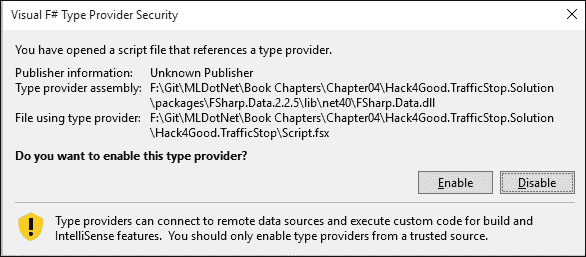 Visual F# Type Provider Security
You have opened a script file that references a type provider.
Publisher information: Unknown Publisher
Type provider assembly: F:\Git\MLDotNet\Book Chapters\Chapter04\Hack4Good.TrafficStop.Solution
\packages\FSharp.Data.2.2.5\lib\net40\FSharp.Data.dll
File using type provider: F:\Git\MLDotNet\Book Chapters\Chapter04\Hack4Good.TrafficStop.Solution
\Hack4Good.TrafficStop\Script.fsx
Do you want to enable this type provider?
Enable Disable
Type providers can connect to remote data sources and execute custom code for build and
IntelliSense features. You should only enable type providers from a trusted source.